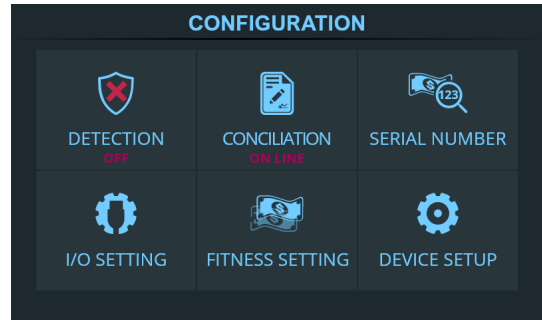 CONFIGURATION
DETECTION
OFF
CONCILIATION
ON LINE
123
SERIAL NUMBER
I/O SETTING
$
FITNESS SETTING
DEVICE SETUP